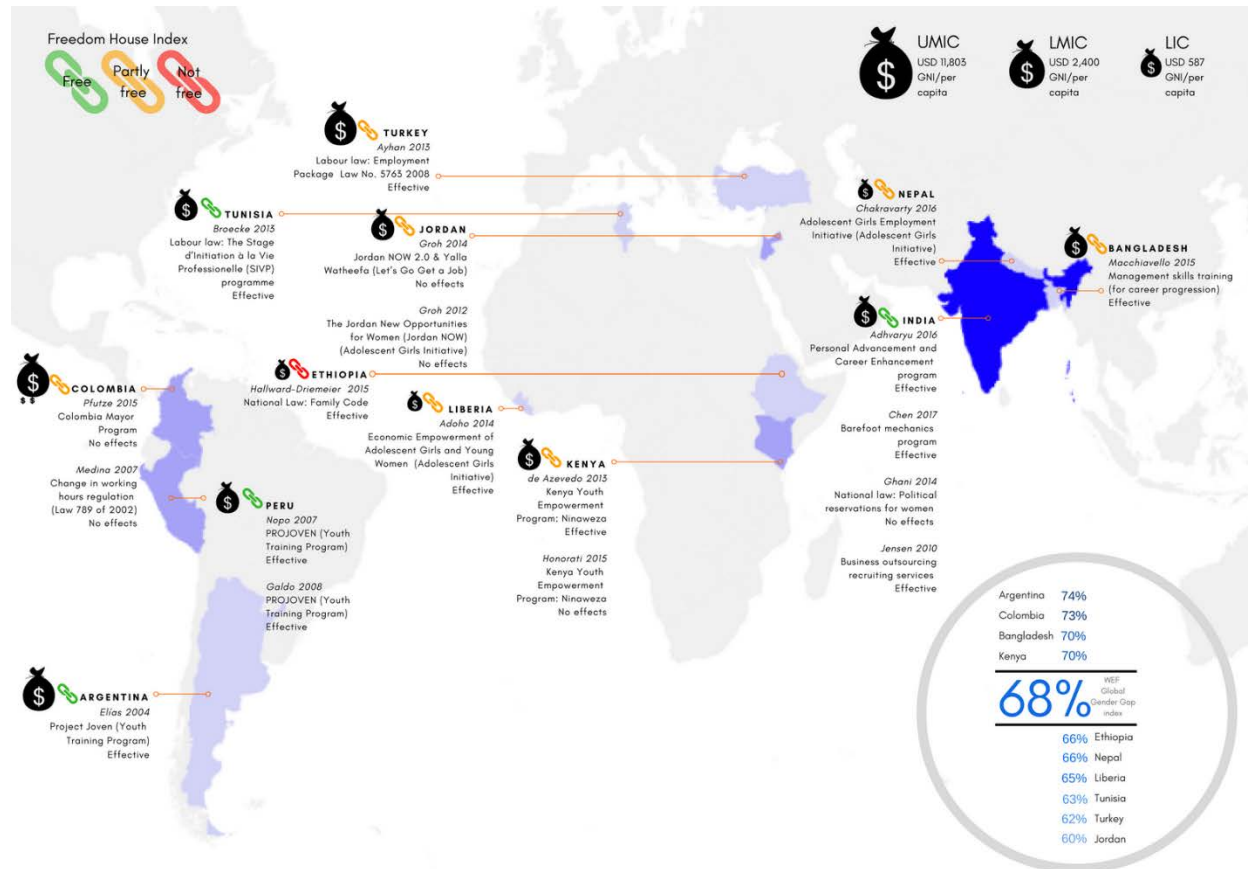 Freedom House Index
Free
Partly
free
Not
free
$
UMIC
USD 11,803
GNI/per
capita
$
LMIC
USD 2,400
GNI/per
capita
$
LIC
USD 587
GNI/per
capita
$
TURKEY
Ayhan 2013
Labour law: Employment
Package Law No. 5763 2008
Effective
$
TUNISIA
Broecke 2013
Labour law: The Stage
d'Initiation à la Vie
Professionelle (SIVP)
programme
Effective
$
JORDAN
Groh 2014
Jordan NOW 2.0 & Yalla
Watheefa (Let's Go Get a Job)
No effects
Groh 2012
The Jordan New Opportunities
for Women (Jordan NOW)
(Adolescent Girls Initiative)
No effects
$
NEPAL
Chakravarty 2016
Adolescent Girls Employment
Initiative (Adolescent Girls
Initiative)
Effective
$
BANGLADESH
Macchiavello 2015
Management skills training
(for career progression)
Effective
$
INDIA
Adhvaryu 2016
Personal Advancement and
Career Enhancement
program
Effective
Chen 2017
Barefoot mechanics
program
Effective
Ghani 2014
National law: Political
reservations for women
No effects
Jensen 2010
Business outsourcing
recruiting services
Effective
$
ETHIOPIA
Hallward-Driemeier 2015
National Law: Family Code
Effective
$
LIBERIA
Adoho 2014
Economic Empowerment of
Adolescent Girls and Young
Women (Adolescent Girls
Initiative)
Effective
$
KENYA
de Azevedo 2013
Kenya Youth
Empowerment
Program: Ninaweza
Effective
Honorati 2015
Kenya Youth
Empowerment
Program: Ninaweza
No effects
$
$ $
COLOMBIA
Pfutze 2015
Colombia Mayor
Program
No effects
Medina 2007
Change in working
hours regulation
(Law 789 of 2002)
No effects
$
PERU
Nopo 2007
PROJOVEN (Youth
Training Program)
Effective
Galdo 2008
PROJOVEN (Youth
Training Program)
Effective
$
ARGENTINA
Elías 2004
Project Joven (Youth
Training Program)
Effective
Argentina 74%
Colombia 73%
Bangladesh 70%
Kenya 70%
68%
WEF
Global
Gender Gap
index
66% Ethiopia
66% Nepal
65% Liberia
63% Tunisia
62% Turkey
60% Jordan